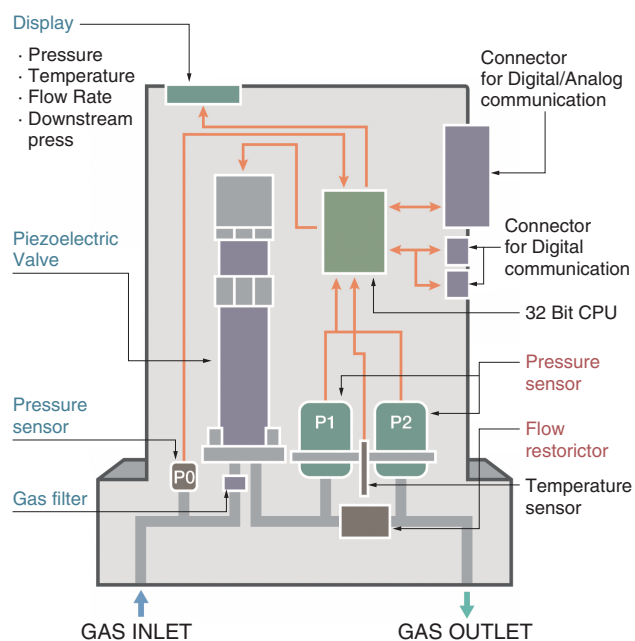 Display
· Pressure
· Temperature
· Flow Rate
· Downstream
press
Connector
for Digital/Analog
communication
Piezoelectric
Valve
Connector
for Digital
communication
32 Bit CPU
Pressure
sensor
Pressure
sensor
P1
P2
Flow
restorictor
P0
Gas filter
Temperature
sensor
GAS INLET
GAS OUTLET